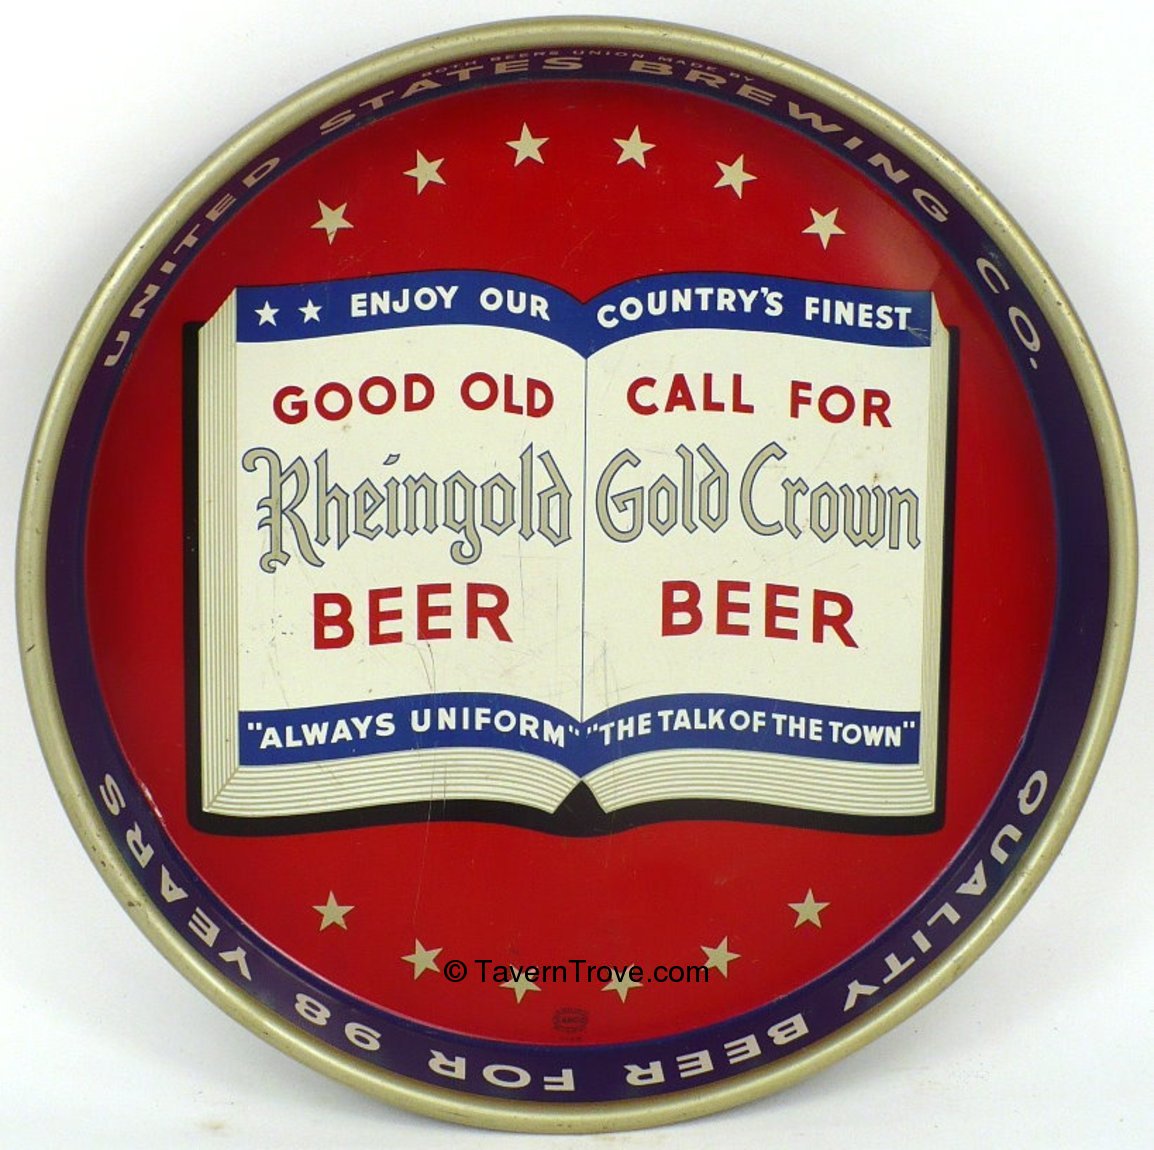 BOTH BEERS UNION MADE BY
UNITED STATES BREWING CO.
★ ★ ENJOY OUR COUNTRY'S FINEST
GOOD OLD
Rheingold
BEER
"ALWAYS UNIFORM"
CALL FOR
Gold Crown
BEER
"THE TALK OF THE TOWN"
© TavernTrove.com
QUALITY BEER FOR 98 YEARS